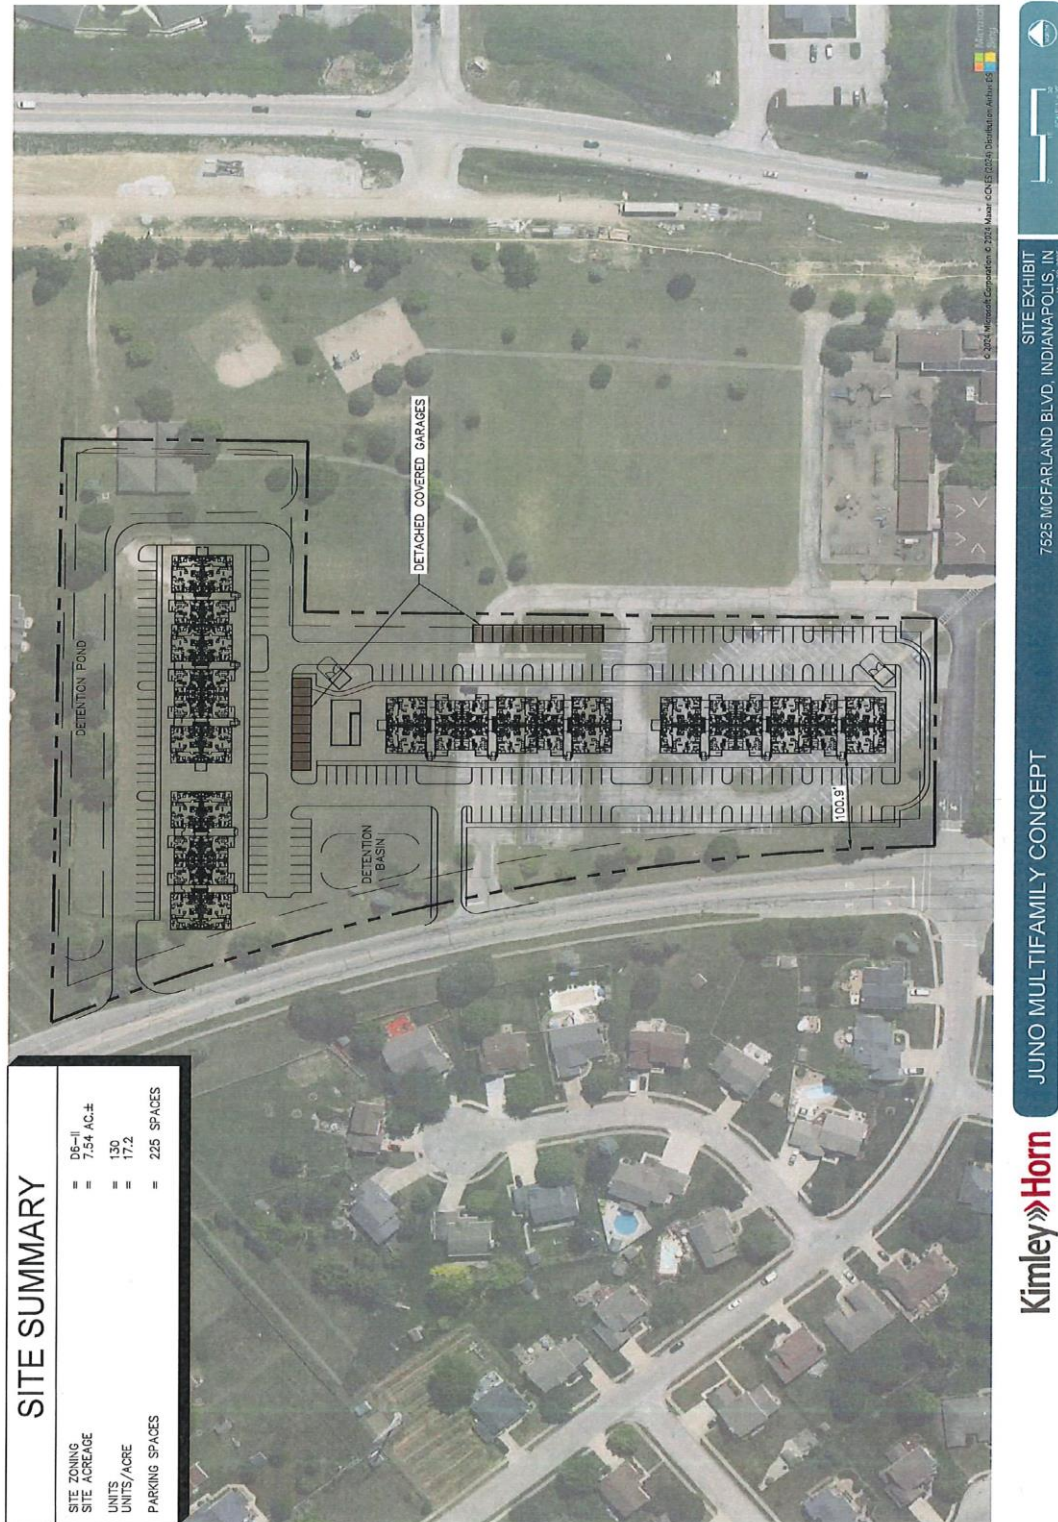 SITE SUMMARY
SITE ZONING = D6-II
SITE ACREAGE = 7.54 AC.±
UNITS = 130
UNITS/ACRE = 17.2
PARKING SPACES = 225 SPACES
DETENTION POND
DETACHED COVERED GARAGES
DETENTION
BASIN
100.9'
Microsoft
Bing
© 2024 Microsoft Corporation © 2024 Maxar ©CNES (2024) Distribution Airbus DS
Kimley»Horn
JUNO MULTIFAMILY CONCEPT
SITE EXHIBIT
7525 MCFARLAND BLVD, INDIANAPOLIS, IN